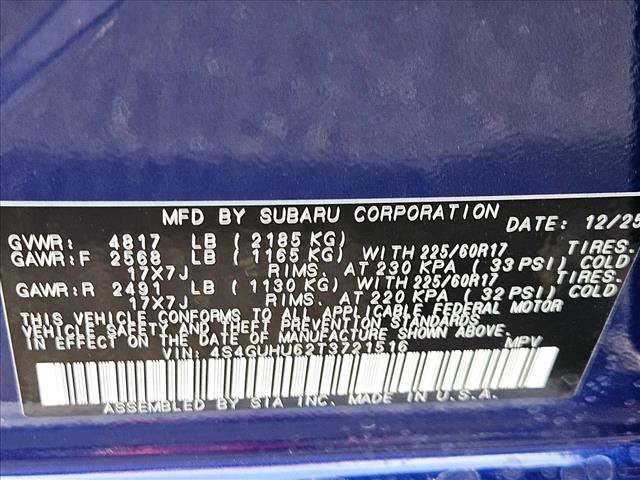 MFD BY SUBARU CORPORATION DATE: 12/25
GVWR: 4817 LB ( 2185 KG)
GAWR:F 2568 LB ( 1165 KG) WITH 225/60R17 TIRES.
17X7J RIMS. AT 230 KPA ( 33 PSI) COLD
GAWR:R 2491 LB ( 1130 KG) WITH 225/60R17 TIRES.
17X7J RIMS. AT 220 KPA ( 32 PSI) COLD
THIS VEHICLE CONFORMS TO ALL APPLICABLE FEDERAL MOTOR
VEHICLE SAFETY AND THEFT PREVENTION STANDARDS
IN EFFECT ON THE DATE OF MANUFACTURE SHOWN ABOVE.
VIN: 4S4GUHU62T3721516 MPV
ASSEMBLED BY SIA INC. MADE IN U.S.A.